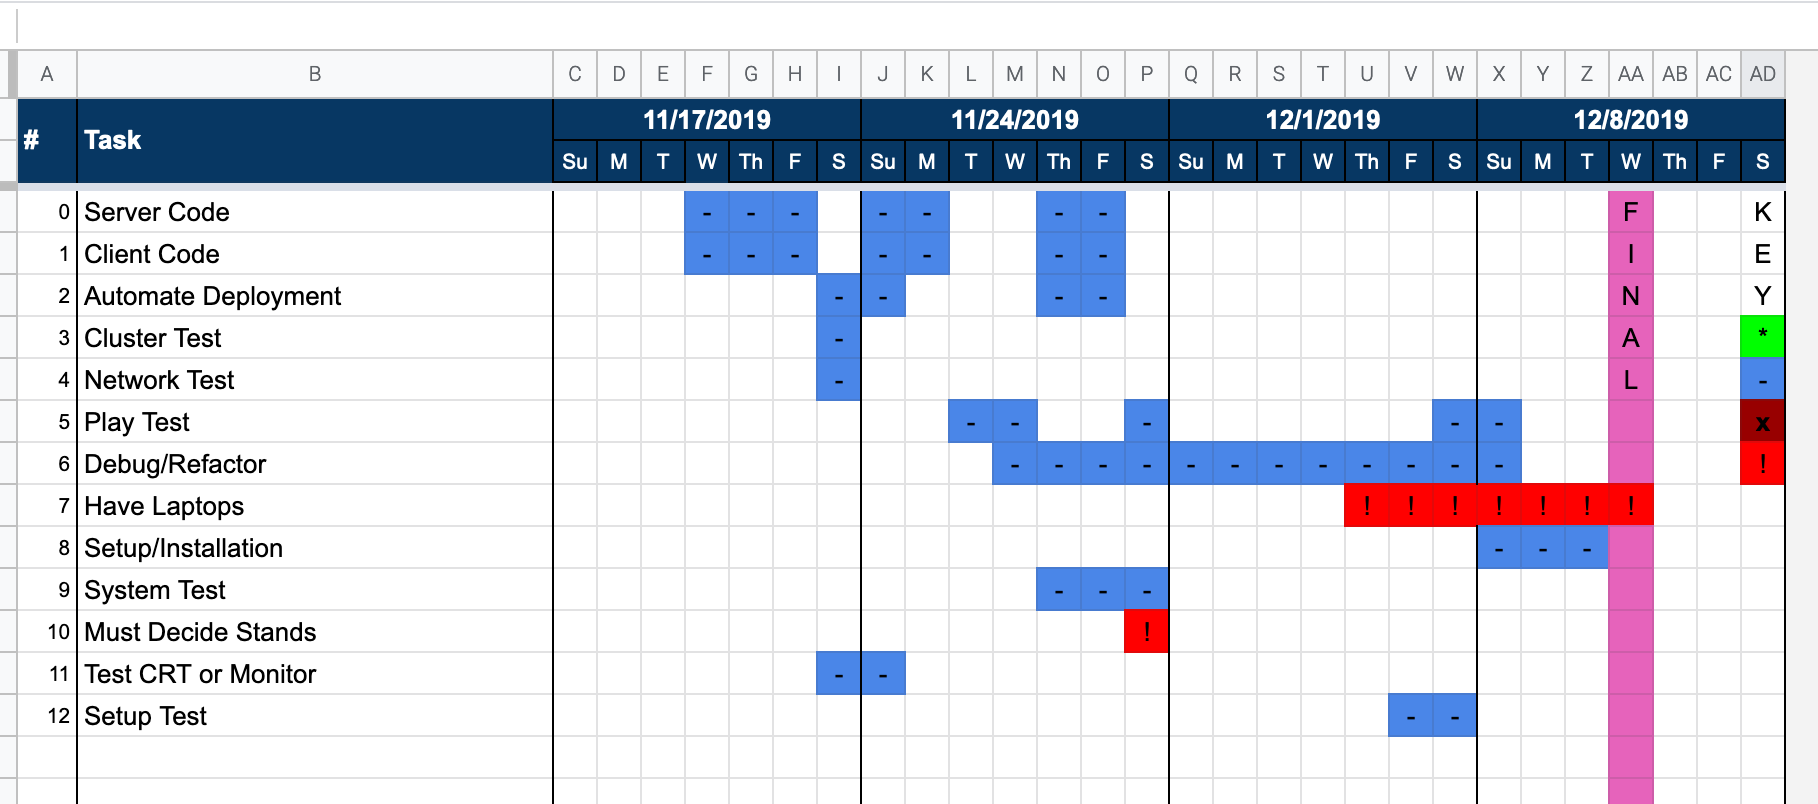 A B C D E F G H I J K L M N O P Q R S T U V W X Y Z AA AB AC AD
# Task 11/17/2019 11/24/2019 12/1/2019 12/8/2019
Su M T W Th F S Su M T W Th F S Su M T W Th F S Su M T W Th F S
0 Server Code - - - - - - - F K
1 Client Code - - - - - - - I E
2 Automate Deployment - - - - N Y
3 Cluster Test - A *
4 Network Test - L -
5 Play Test - - - - - x
6 Debug/Refactor - - - - - - - - - - - - !
7 Have Laptops ! ! ! ! ! ! !
8 Setup/Installation - - -
9 System Test - - -
10 Must Decide Stands !
11 Test CRT or Monitor - -
12 Setup Test - -